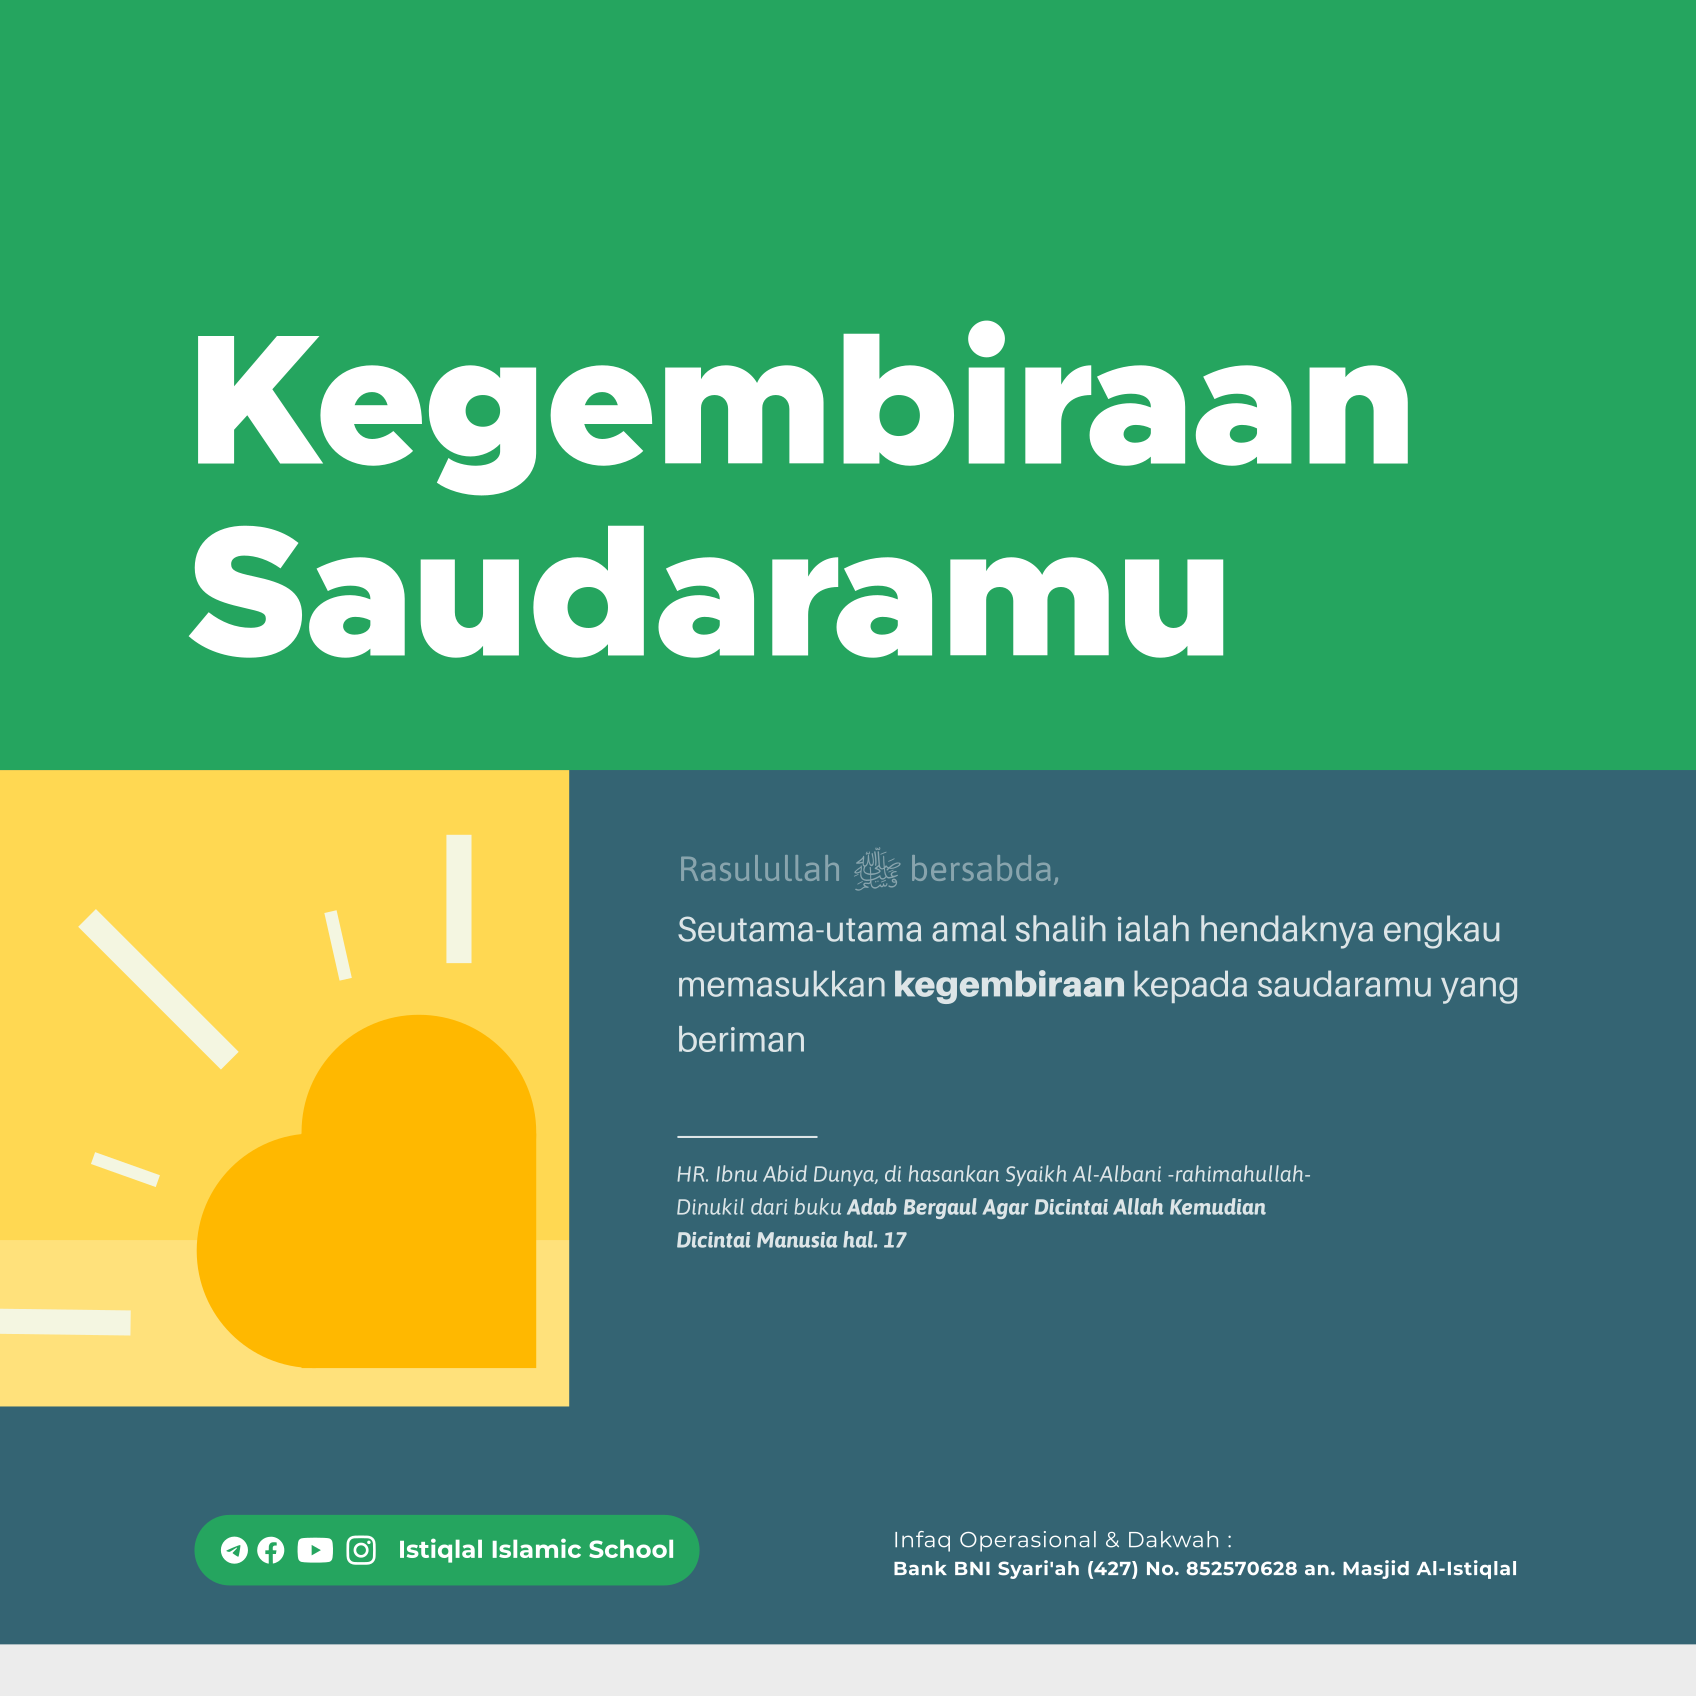 Kegembiraan
Saudaramu
Rasulullah ﷺ bersabda,
Seutama-utama amal shalih ialah hendaknya engkau
memasukkan kegembiraan kepada saudaramu yang
beriman
HR. Ibnu Abid Dunya, di hasankan Syaikh Al-Albani -rahimahullah-
Dinukil dari buku Adab Bergaul Agar Dicintai Allah Kemudian
Dicintai Manusia hal. 17
Istiqlal Islamic School
Infaq Operasional & Dakwah :
Bank BNI Syari'ah (427) No. 852570628 an. Masjid Al-Istiqlal